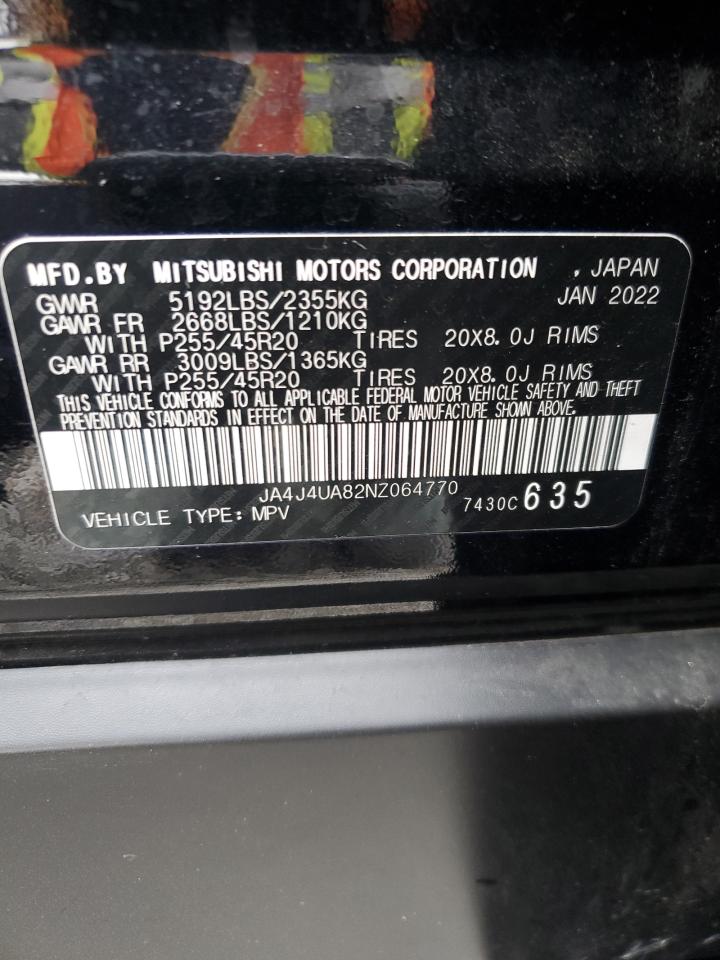 MFD.BY MITSUBISHI MOTORS CORPORATION , JAPAN
GVWR 5192LBS/2355KG JAN 2022
GAWR FR 2668LBS/1210KG
WITH P255/45R20 TIRES 20X8.0J RIMS
GAWR RR 3009LBS/1365KG
WITH P255/45R20 TIRES 20X8.0J RIMS
THIS VEHICLE CONFORMS TO ALL APPLICABLE FEDERAL MOTOR VEHICLE SAFETY AND THEFT
PREVENTION STANDARDS IN EFFECT ON THE DATE OF MANUFACTURE SHOWN ABOVE.
JA4J4UA82NZ064770
VEHICLE TYPE: MPV 7430C 635